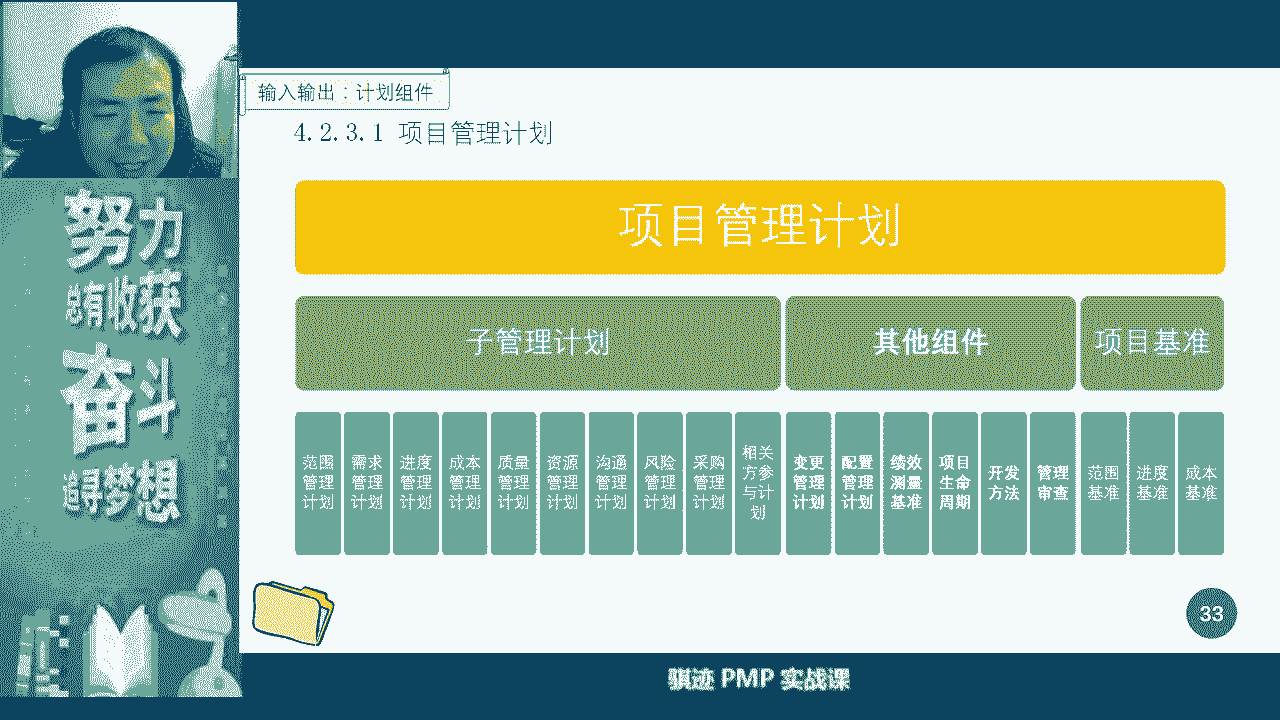 输入输出：计划组件
4.2.3.1 项目管理计划
项目管理计划
子管理计划
其他组件
项目基准
范围
管理
计划
需求
管理
计划
进度
管理
计划
成本
管理
计划
质量
管理
计划
资源
管理
计划
沟通
管理
计划
风险
管理
计划
采购
管理
计划
相关
方参
与计
划
变更
管理
计划
配置
管理
计划
绩效
测量
基准
项目
生命
周期
开发
方法
管理
审查
范围
基准
进度
基准
成本
基准
努力
总有收获
奋斗
追寻梦想
33
骐迹 PMP 实战课